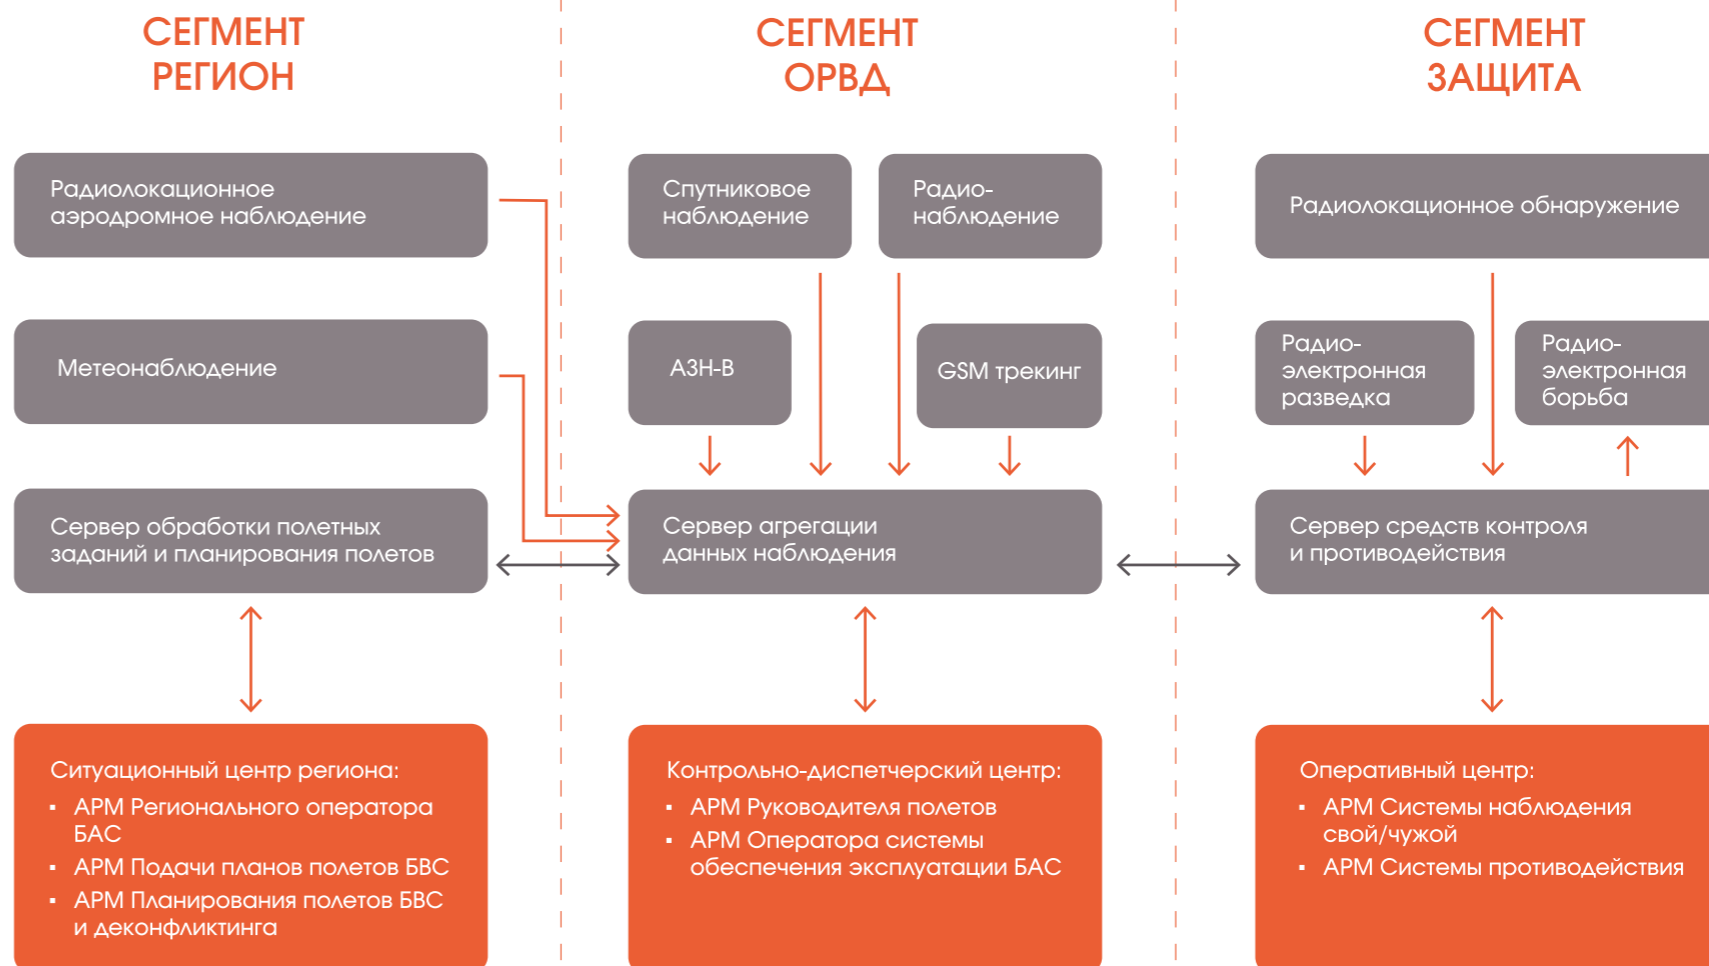 СЕГМЕНТ
РЕГИОН
СЕГМЕНТ
ОРВД
СЕГМЕНТ
ЗАЩИТА
Радиолокационное
аэродромное наблюдение
Спутниковое
наблюдение
Радио-
наблюдение
Радиолокационное обнаружение
Метеонаблюдение
АЗН-В
GSM трекинг
Радио-
электронная
разведка
Радио-
электронная
борьба
Сервер обработки полетных
заданий и планирования полетов
Сервер агрегации
данных наблюдения
Сервер средств контроля
и противодействия
Ситуационный центр региона:
▪ АРМ Регионального оператора
БАС
▪ АРМ Подачи планов полетов БВС
▪ АРМ Планирования полетов БВС
и деконфликтинга
Контрольно-диспетчерский центр:
▪ АРМ Руководителя полетов
▪ АРМ Оператора системы
обеспечения эксплуатации БАС
Оперативный центр:
▪ АРМ Системы наблюдения
свой/чужой
▪ АРМ Системы противодействия